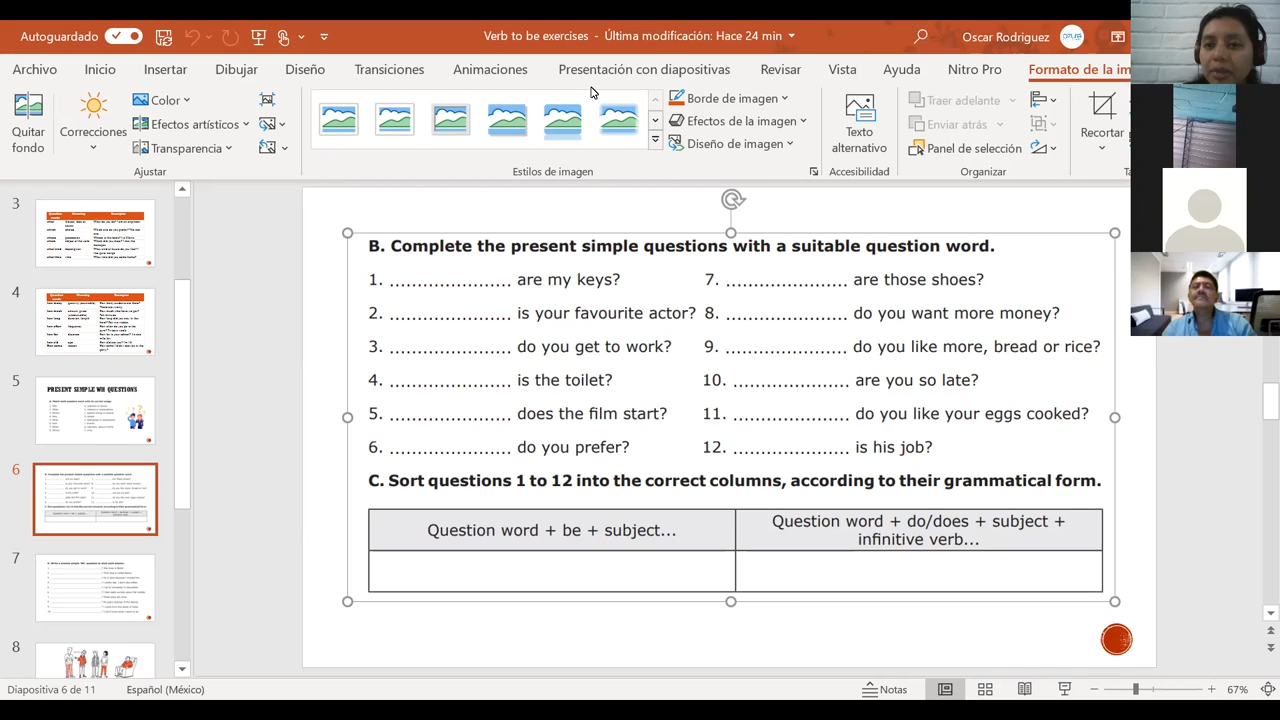 Autoguardado
Verb to be exercises - Última modificación: Hace 24 min
Oscar Rodriguez
Archivo Inicio Insertar Dibujar Diseño Transiciones Animaciones Presentación con diapositivas Revisar Vista Ayuda Nitro Pro Formato de la im
Quitar fondo
Correcciones
Color
Efectos artísticos
Transparencia
Ajustar
Borde de imagen
Efectos de la imagen
Diseño de imagen
Estilos de imagen
Texto alternativo
Accesibilidad
Traer adelante
Enviar atrás
Panel de selección
Organizar
Recortar
3
4
5
PRESENT SIMPLE WH QUESTIONS
6
7
8
B. Complete the present simple questions with a suitable question word.
1. ..................... are my keys?
2. ..................... is your favourite actor?
3. ..................... do you get to work?
4. ..................... is the toilet?
5. ..................... does the film start?
6. ..................... do you prefer?
7. ..................... are those shoes?
8. ..................... do you want more money?
9. ..................... do you like more, bread or rice?
10. .................... are you so late?
11. .................... do you like your eggs cooked?
12. .................... is his job?
C. Sort questions 1 to 12 into the correct columns, according to their grammatical form.
Question word + be + subject...
Question word + do/does + subject +
infinitive verb...
Diapositiva 6 de 11 Español (México)
Notas
67%